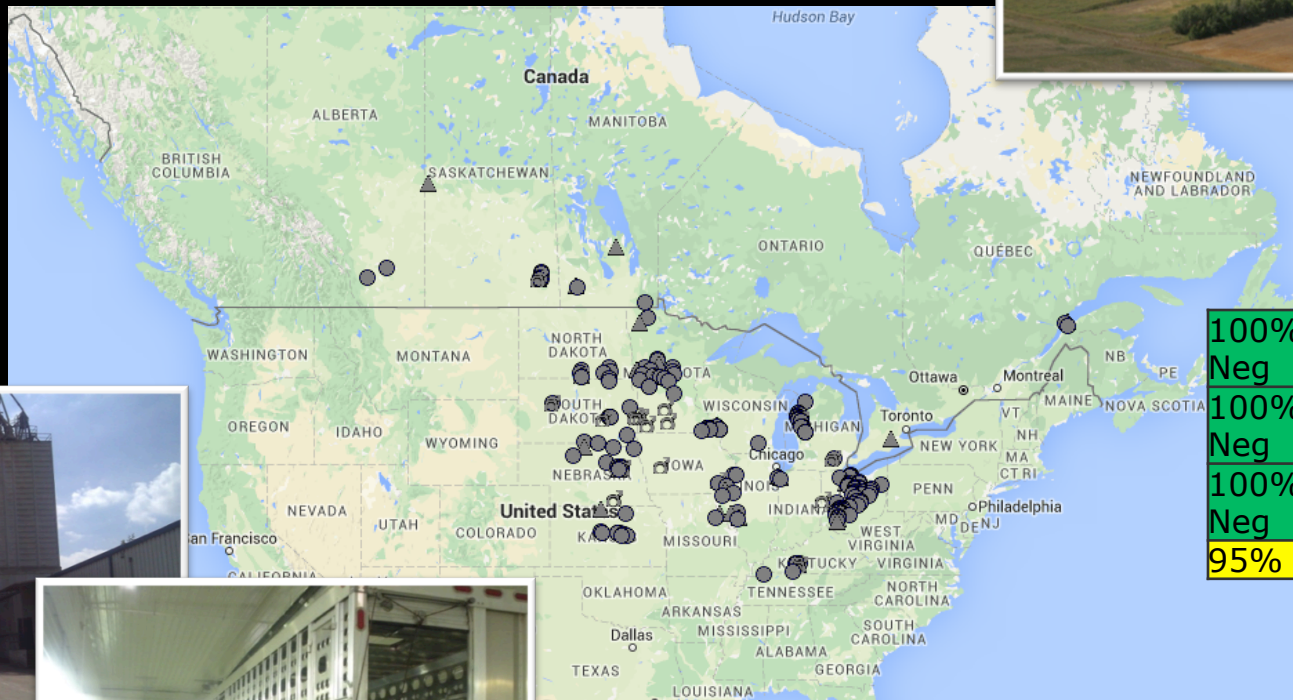 Hudson Bay
Canada
ALBERTA
MANITOBA
BRITISH
COLUMBIA
SASKATCHEWAN
NEWFOUNDLAND
AND LABRADOR
ONTARIO
QUÉBEC
WASHINGTON
MONTANA
NORTH
DAKOTA
Ottawa
Montreal
NB
PE
MAINE
NOVA SCOTIA
100%
Neg
100%
Neg
100%
Neg
95%
OREGON
IDAHO
WYOMING
WISCONSIN
Toronto
VT
NEW YORK
NH
MA
CT RI
Chicago
NEBRASKA
IOWA
PENN
Philadelphia
NEVADA
UTAH
COLORADO
United States
INDIANA
MD
DE
NJ
San Francisco
MISSOURI
WEST
VIRGINIA
KENTUCKY
VIRGINIA
CALIFORNIA
OKLAHOMA
TENNESSEE
NORTH
CAROLINA
ARKANSAS
Dallas
MISSISSIPPI
SOUTH
CAROLINA
ALABAMA
TEXAS
GEORGIA
LOUISIANA